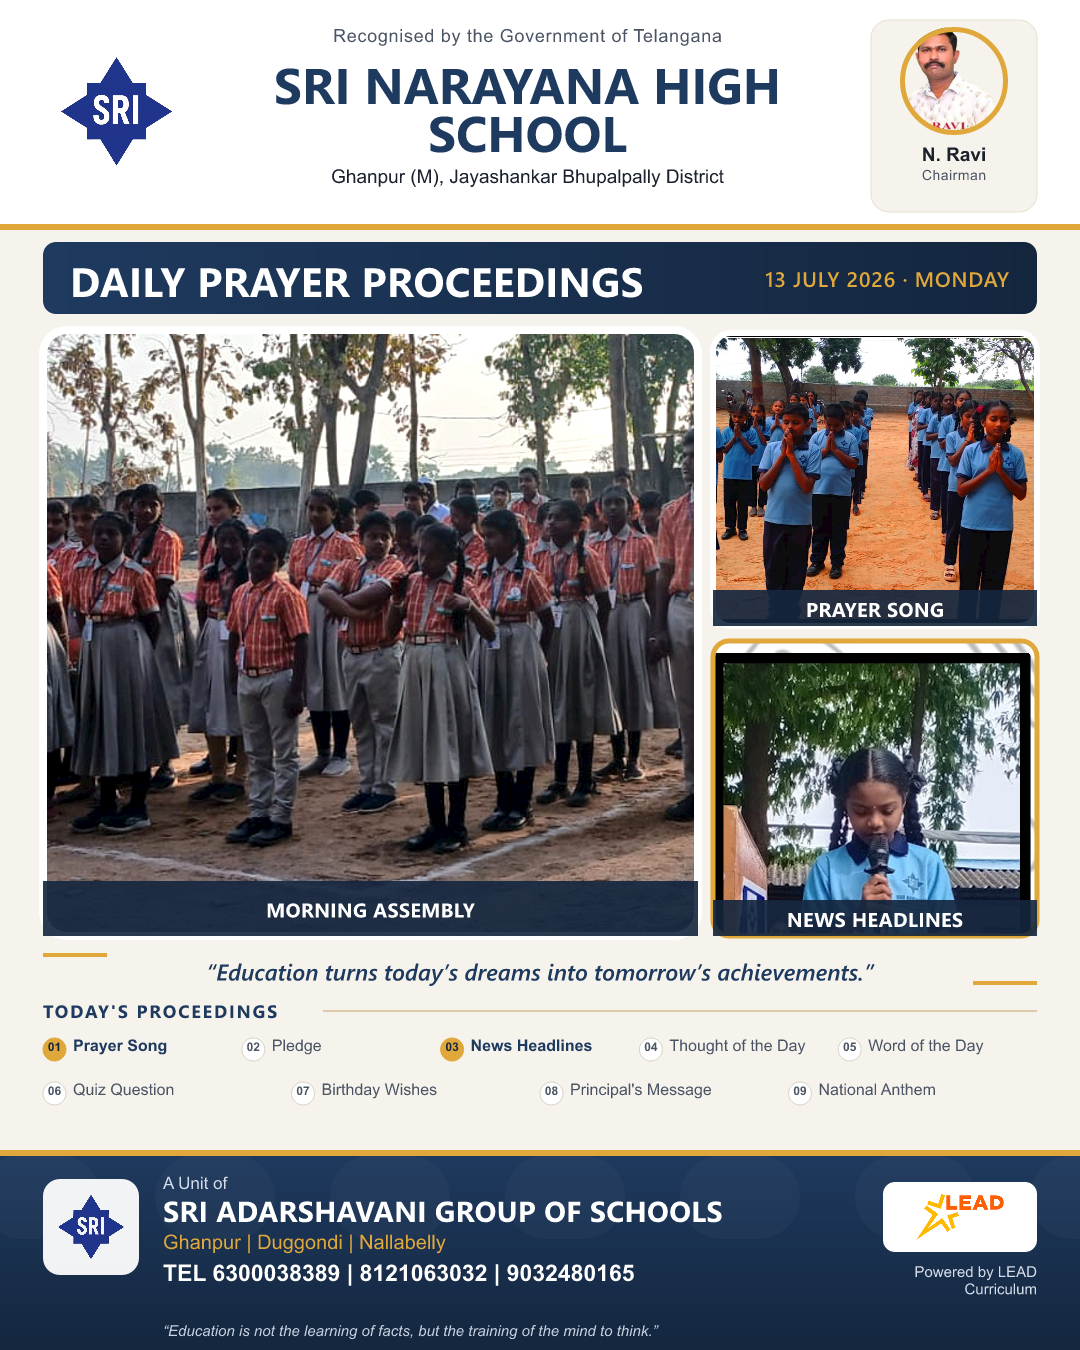 Recognised by the Government of Telangana
SRI NARAYANA HIGH
SCHOOL
Ghanpur (M), Jayashankar Bhupalpally District
SRI
RAVI
N. Ravi
Chairman
DAILY PRAYER PROCEEDINGS
13 JULY 2026 · MONDAY
MORNING ASSEMBLY
PRAYER SONG
NEWS HEADLINES
“Education turns today’s dreams into tomorrow’s achievements.”
TODAY'S PROCEEDINGS
01 Prayer Song
02 Pledge
03 News Headlines
04 Thought of the Day
05 Word of the Day
06 Quiz Question
07 Birthday Wishes
08 Principal's Message
09 National Anthem
SRI
A Unit of
SRI ADARSHAVANI GROUP OF SCHOOLS
Ghanpur | Duggondi | Nallabelly
TEL 6300038389 | 8121063032 | 9032480165
“Education is not the learning of facts, but the training of the mind to think.”
LEAD
Powered by LEAD
Curriculum